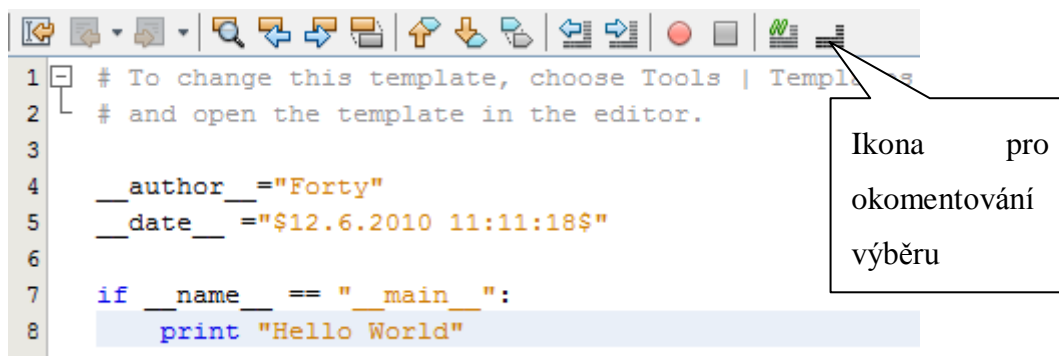 1 # To change this template, choose Tools | Templa
2 # and open the template in the editor.
3
4 __author__="Forty"
5 __date__ ="$12.6.2010 11:11:18$"
6
7 if __name__ == "__main__":
8 print "Hello World"
Ikona pro
okomentování
výběru